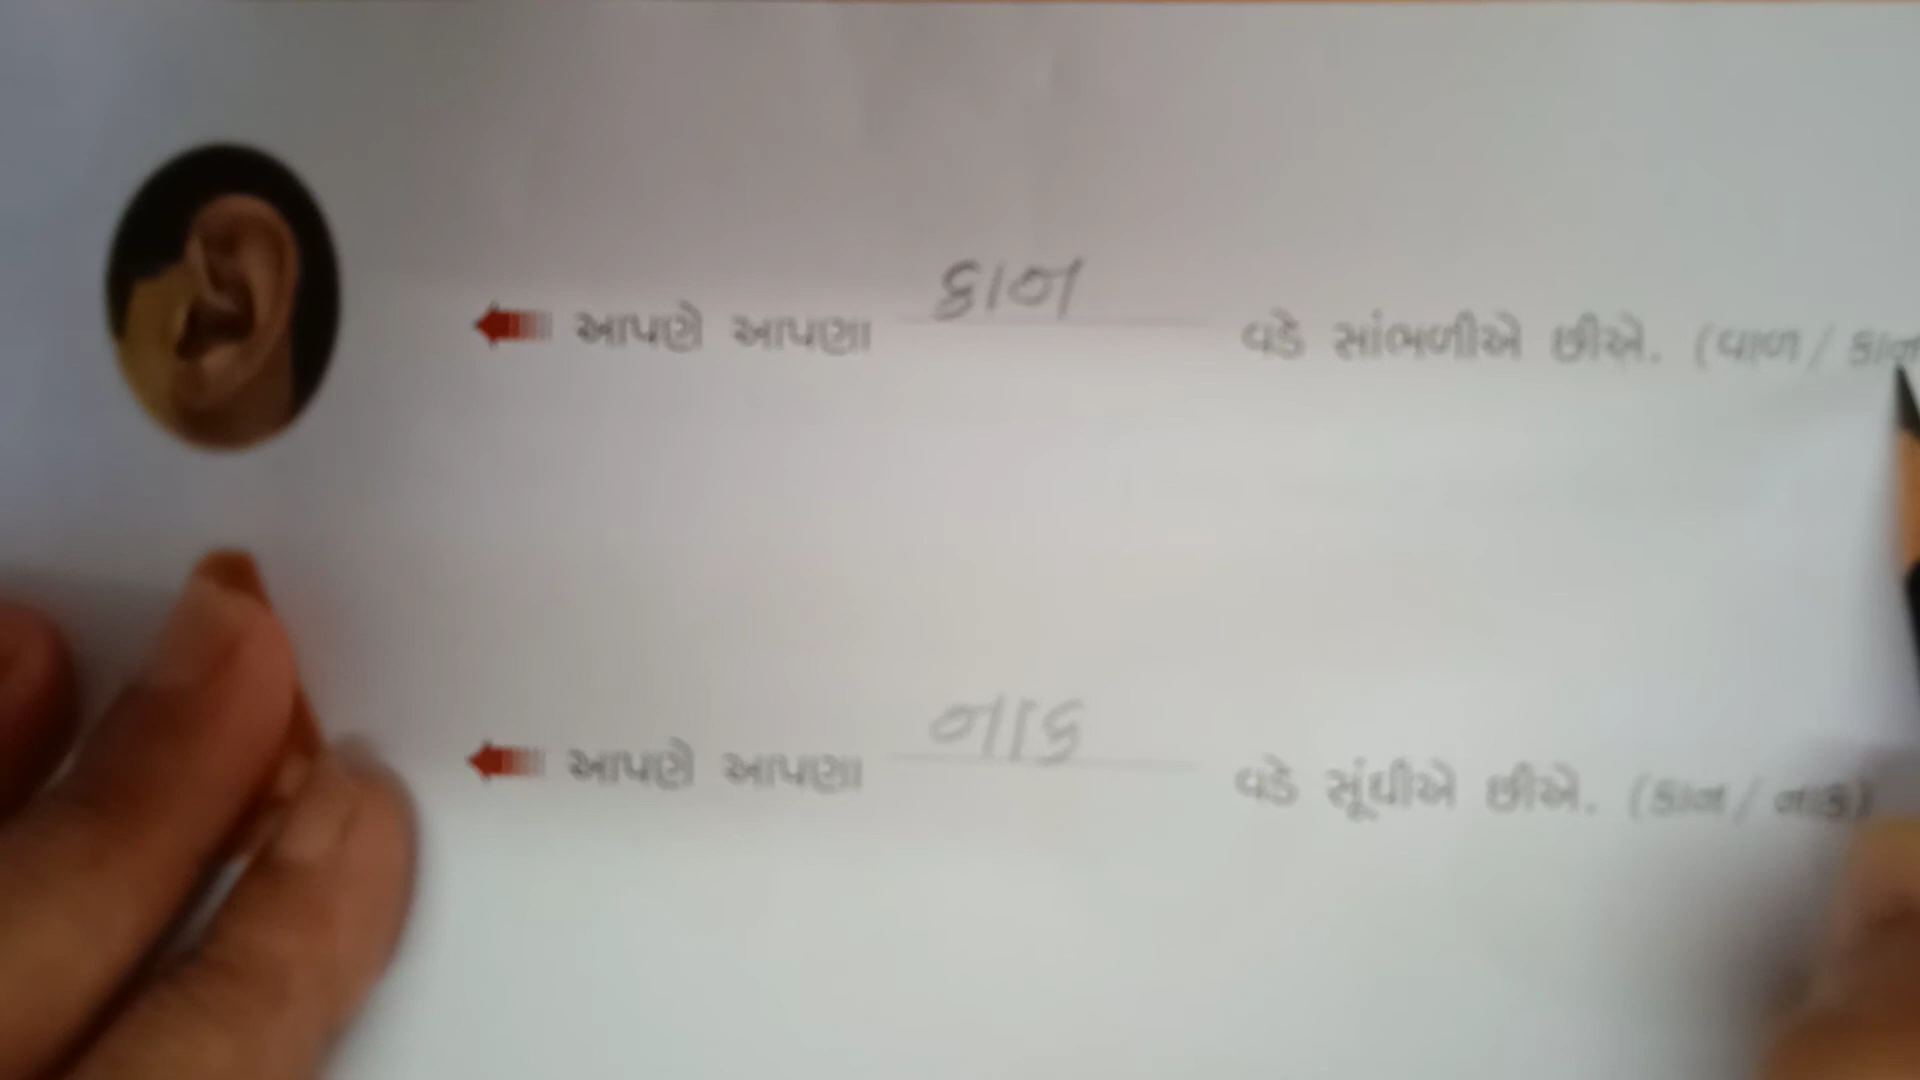 આપણે આપણા કાન વડે સાંભળીએ છીએ. (વાળ / કાન
આપણે આપણા નાક વડે સૂંઘીએ છીએ. (કાન / નાક)